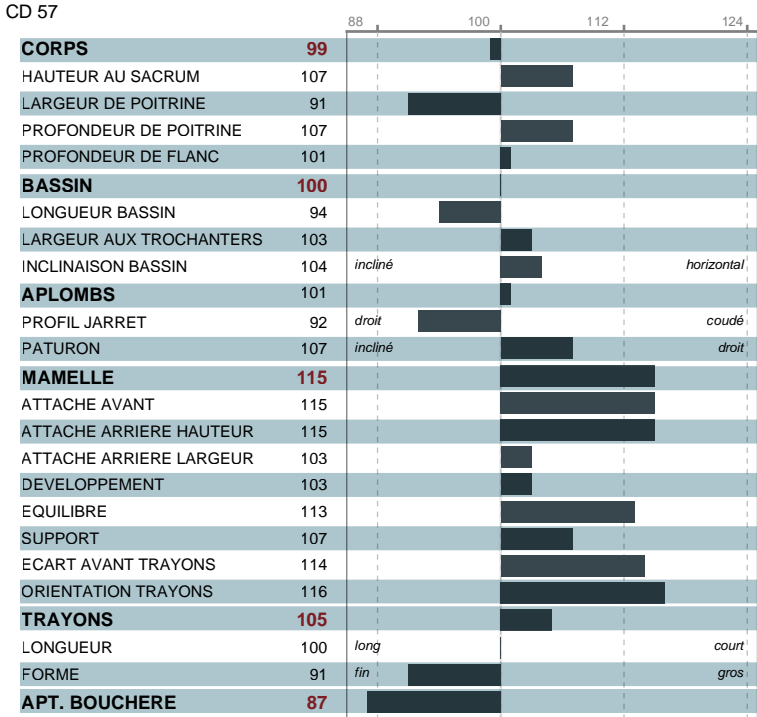 CD 57
88 100 112 124
CORPS 99
HAUTEUR AU SACRUM 107
LARGEUR DE POITRINE 91
PROFONDEUR DE POITRINE 107
PROFONDEUR DE FLANC 101
BASSIN 100
LONGUEUR BASSIN 94
LARGEUR AUX TROCHANTERS 103
INCLINAISON BASSIN 104 incliné horizontal
APLOMBS 101
PROFIL JARRET 92 droit coudé
PATURON 107 incliné droit
MAMELLE 115
ATTACHE AVANT 115
ATTACHE ARRIERE HAUTEUR 115
ATTACHE ARRIERE LARGEUR 103
DEVELOPPEMENT 103
EQUILIBRE 113
SUPPORT 107
ECART AVANT TRAYONS 114
ORIENTATION TRAYONS 116
TRAYONS 105
LONGUEUR 100 long court
FORME 91 fin gros
APT. BOUCHERE 87